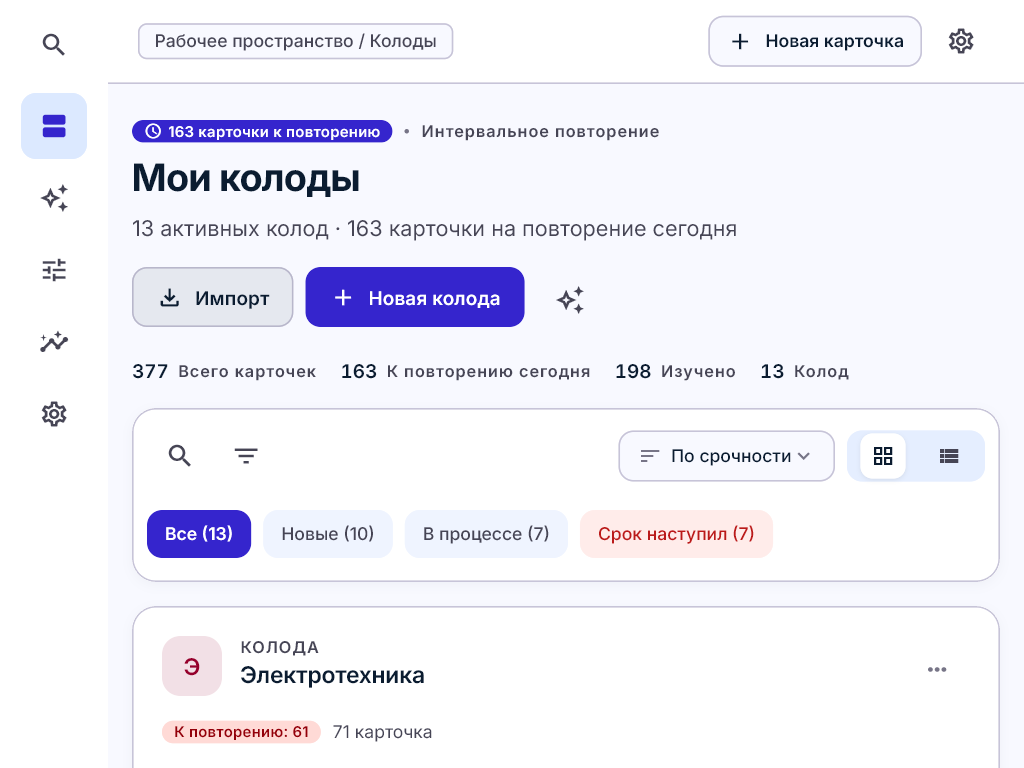 Рабочее пространство / Колоды
Новая карточка
163 карточки к повторению • Интервальное повторение
Мои колоды
13 активных колод · 163 карточки на повторение сегодня
Импорт
Новая колода
377 Всего карточек 163 К повторению сегодня 198 Изучено 13 Колод
По срочности
Все (13) Новые (10) В процессе (7) Срок наступил (7)
Э
КОЛОДА
Электротехника
К повторению: 61 71 карточка